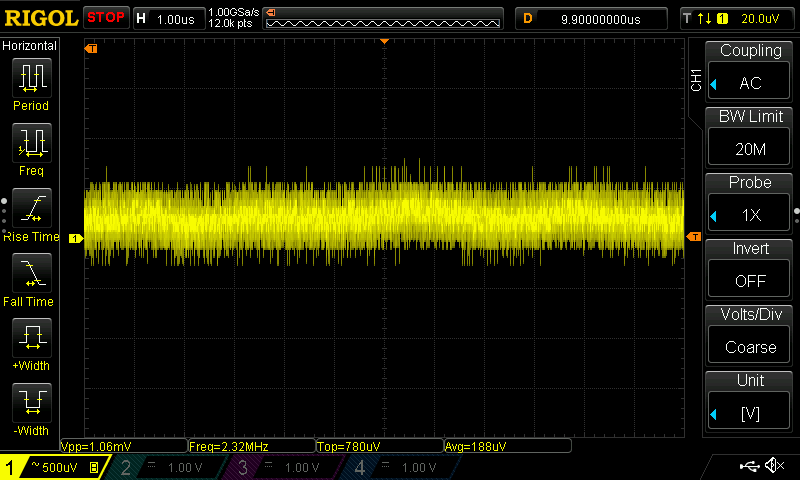 RIGOL STOP H 1.00us 1.00GSa/s 12.0k pts D 9.90000000us T 1 20.0uV
Horizontal
Period
Freq
Rise Time
Fall Time
+Width
-Width
T
1
T
CH1
Coupling
AC
BW Limit
20M
Probe
1X
Invert
OFF
Volts/Div
Coarse
Unit
[V]
Vpp=1.06mV Freq=2.32MHz Top=780uV Avg=188uV
1 ~ 500uV B 2 1.00 V 3 1.00 V 4 1.00 V